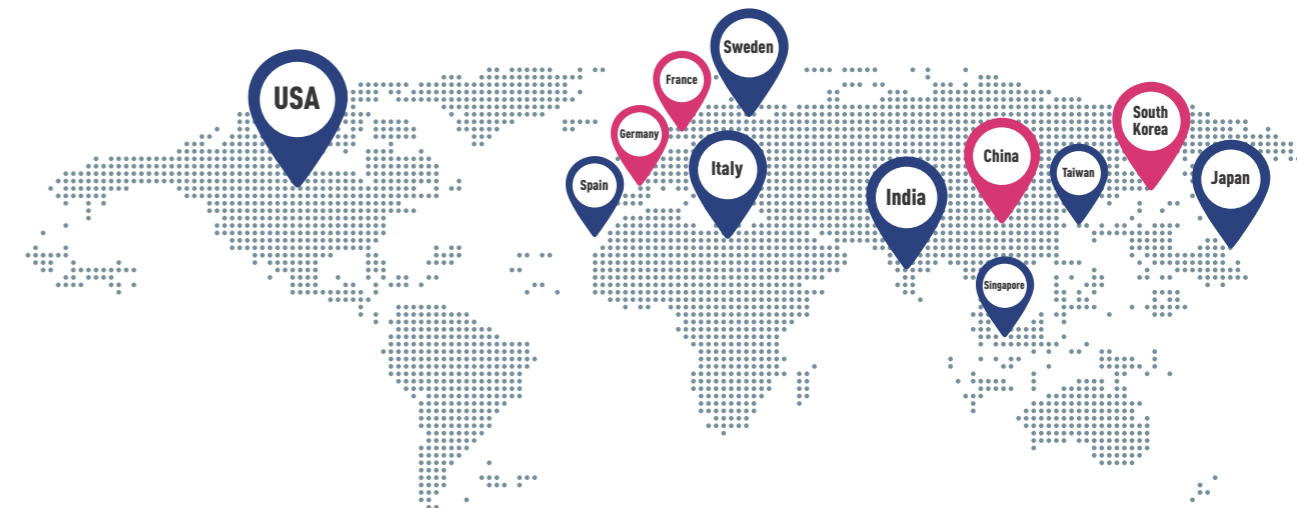 Sweden
France
USA
Germany
South
Korea
China
Italy
Taiwan
Japan
Spain
India
Singapore